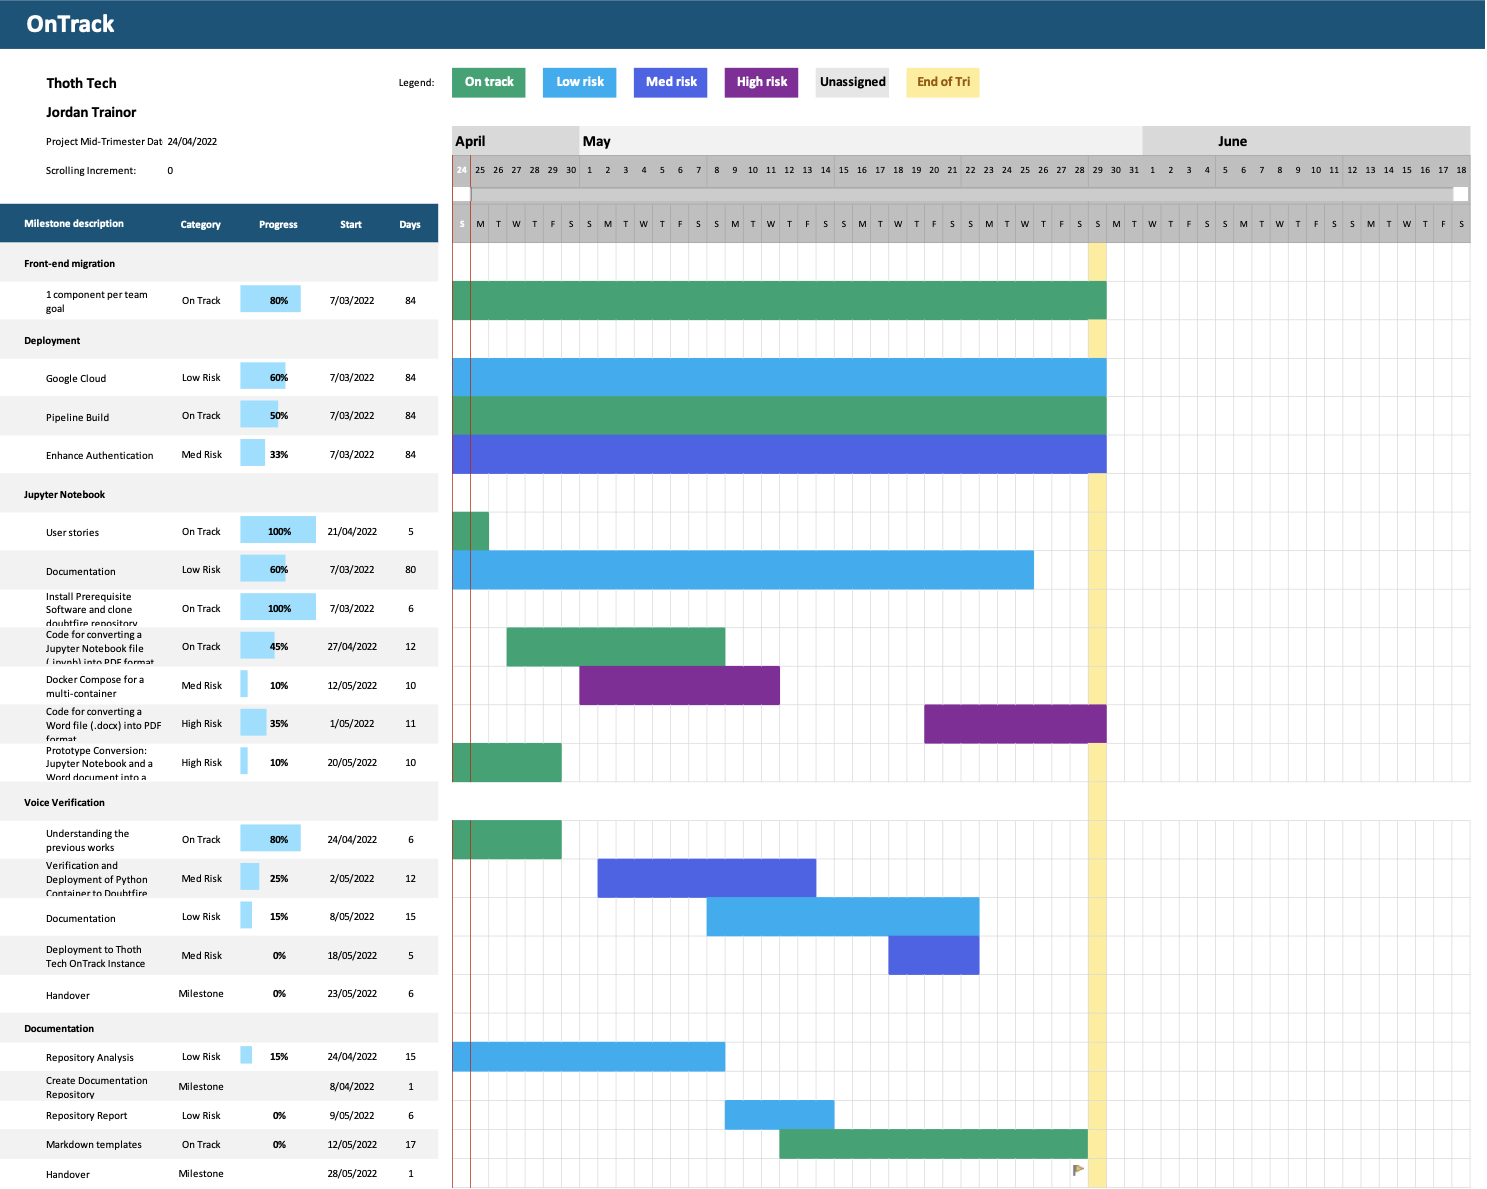 OnTrack
Thoth Tech
Legend:
On track
Low risk
Med risk
High risk
Unassigned
End of Tri
Jordan Trainor
Project Mid-Trimester Dat 24/04/2022
April
May
June
Scrolling Increment: 0
24 25 26 27 28 29 30 1 2 3 4 5 6 7 8 9 10 11 12 13 14 15 16 17 18 19 20 21 22 23 24 25 26 27 28 29 30 31 1 2 3 4 5 6 7 8 9 10 11 12 13 14 15 16 17 18
Milestone description Category Progress Start Days
S M T W T F S S M T W T F S S M T W T F S S M T W T F S S M T W T F S S M T W T F S S M T W T F S S M T W T F S
Front-end migration
1 component per team
goal
On Track 80% 7/03/2022 84
Deployment
Google Cloud Low Risk 60% 7/03/2022 84
Pipeline Build On Track 50% 7/03/2022 84
Enhance Authentication Med Risk 33% 7/03/2022 84
Jupyter Notebook
User stories On Track 100% 21/04/2022 5
Documentation Low Risk 60% 7/03/2022 80
Install Prerequisite
Software and clone
doubtfire repository
On Track 100% 7/03/2022 6
Code for converting a
Jupyter Notebook file
(.ipynb) into PDF format
On Track 45% 27/04/2022 12
Docker Compose for a
multi-container
Med Risk 10% 12/05/2022 10
Code for converting a
Word file (.docx) into PDF
format
High Risk 35% 1/05/2022 11
Prototype Conversion:
Jupyter Notebook and a
Word document into a
High Risk 10% 20/05/2022 10
Voice Verification
Understanding the
previous works
On Track 80% 24/04/2022 6
Verification and
Deployment of Python
Container to Doubtfire
Med Risk 25% 2/05/2022 12
Documentation Low Risk 15% 8/05/2022 15
Deployment to Thoth
Tech OnTrack Instance
Med Risk 0% 18/05/2022 5
Handover Milestone 0% 23/05/2022 6
Documentation
Repository Analysis Low Risk 15% 24/04/2022 15
Create Documentation
Repository
Milestone 8/04/2022 1
Repository Report Low Risk 0% 9/05/2022 6
Markdown templates On Track 0% 12/05/2022 17
Handover Milestone 28/05/2022 1